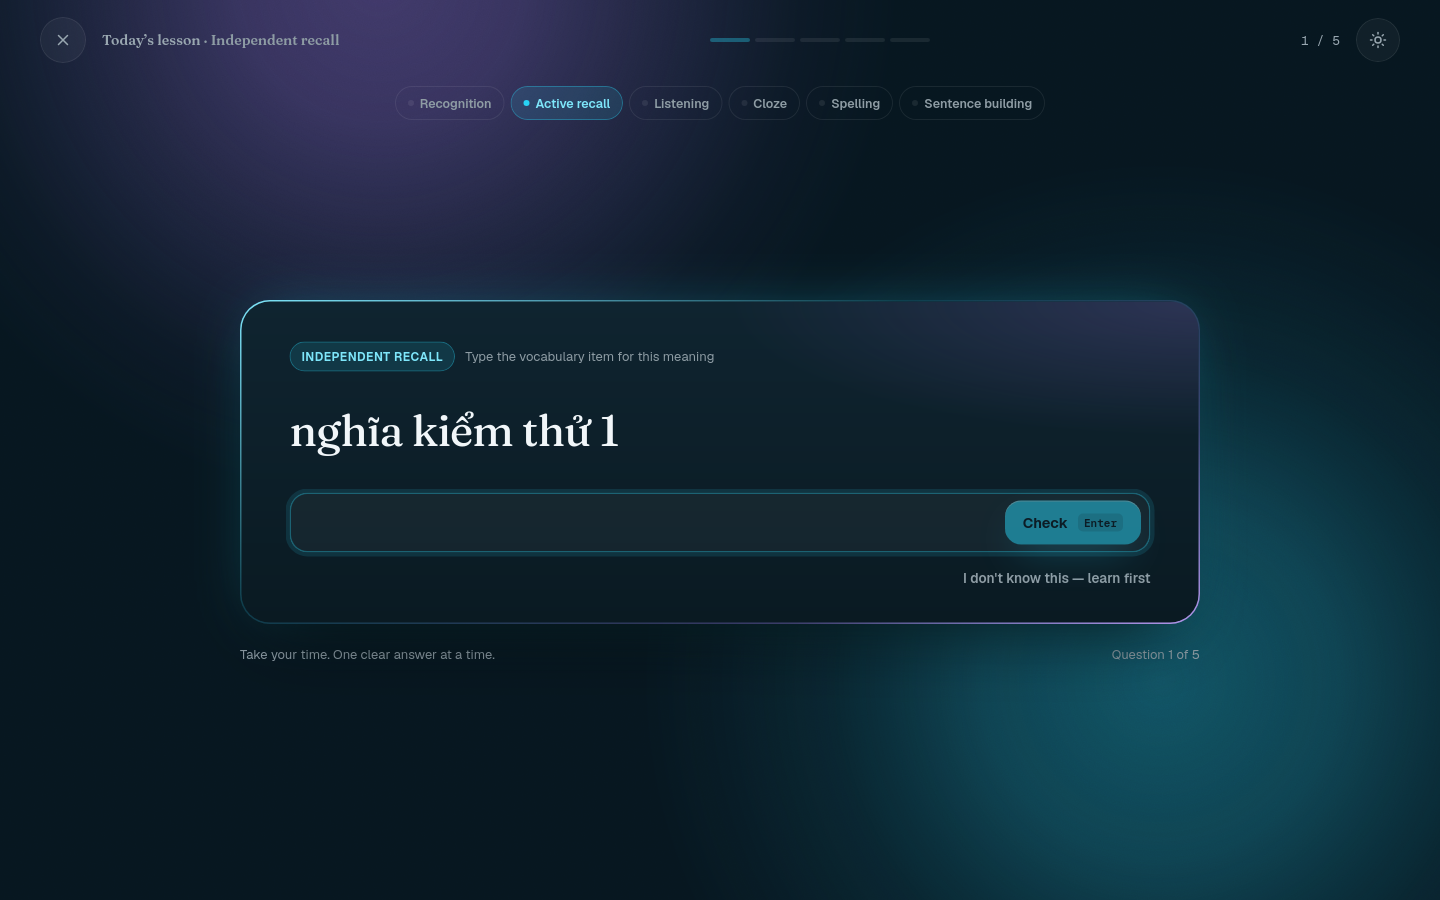 Today’s lesson · Independent recall
1 / 5
Recognition
Active recall
Listening
Cloze
Spelling
Sentence building
INDEPENDENT RECALL
Type the vocabulary item for this meaning
nghĩa kiểm thử 1
Check Enter
I don't know this — learn first
Take your time. One clear answer at a time.
Question 1 of 5